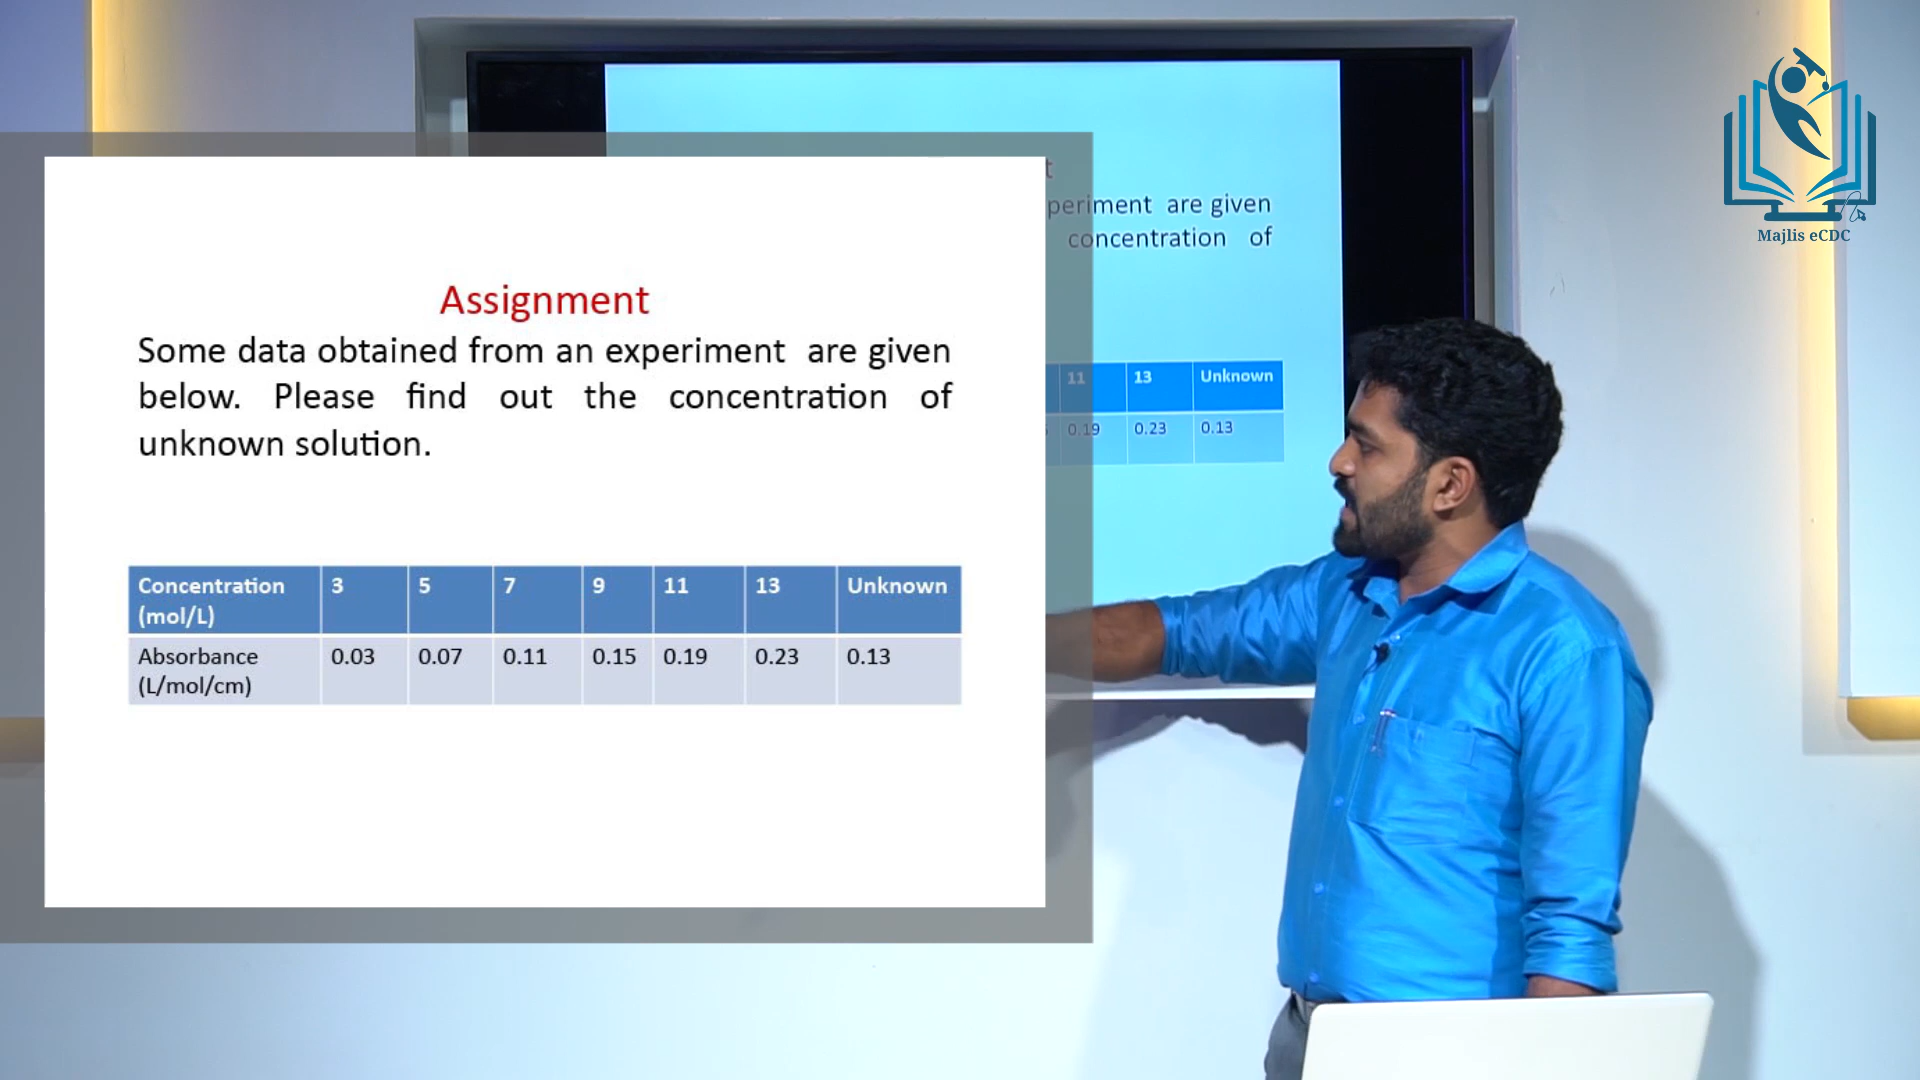 Majlis eCDC
Assignment
Some data obtained from an experiment are given
below. Please find out the concentration of
unknown solution.
Concentration (mol/L) 3 5 7 9 11 13 Unknown
Absorbance (L/mol/cm) 0.03 0.07 0.11 0.15 0.19 0.23 0.13
t
periment are given
concentration of
11 13 Unknown
0.19 0.23 0.13